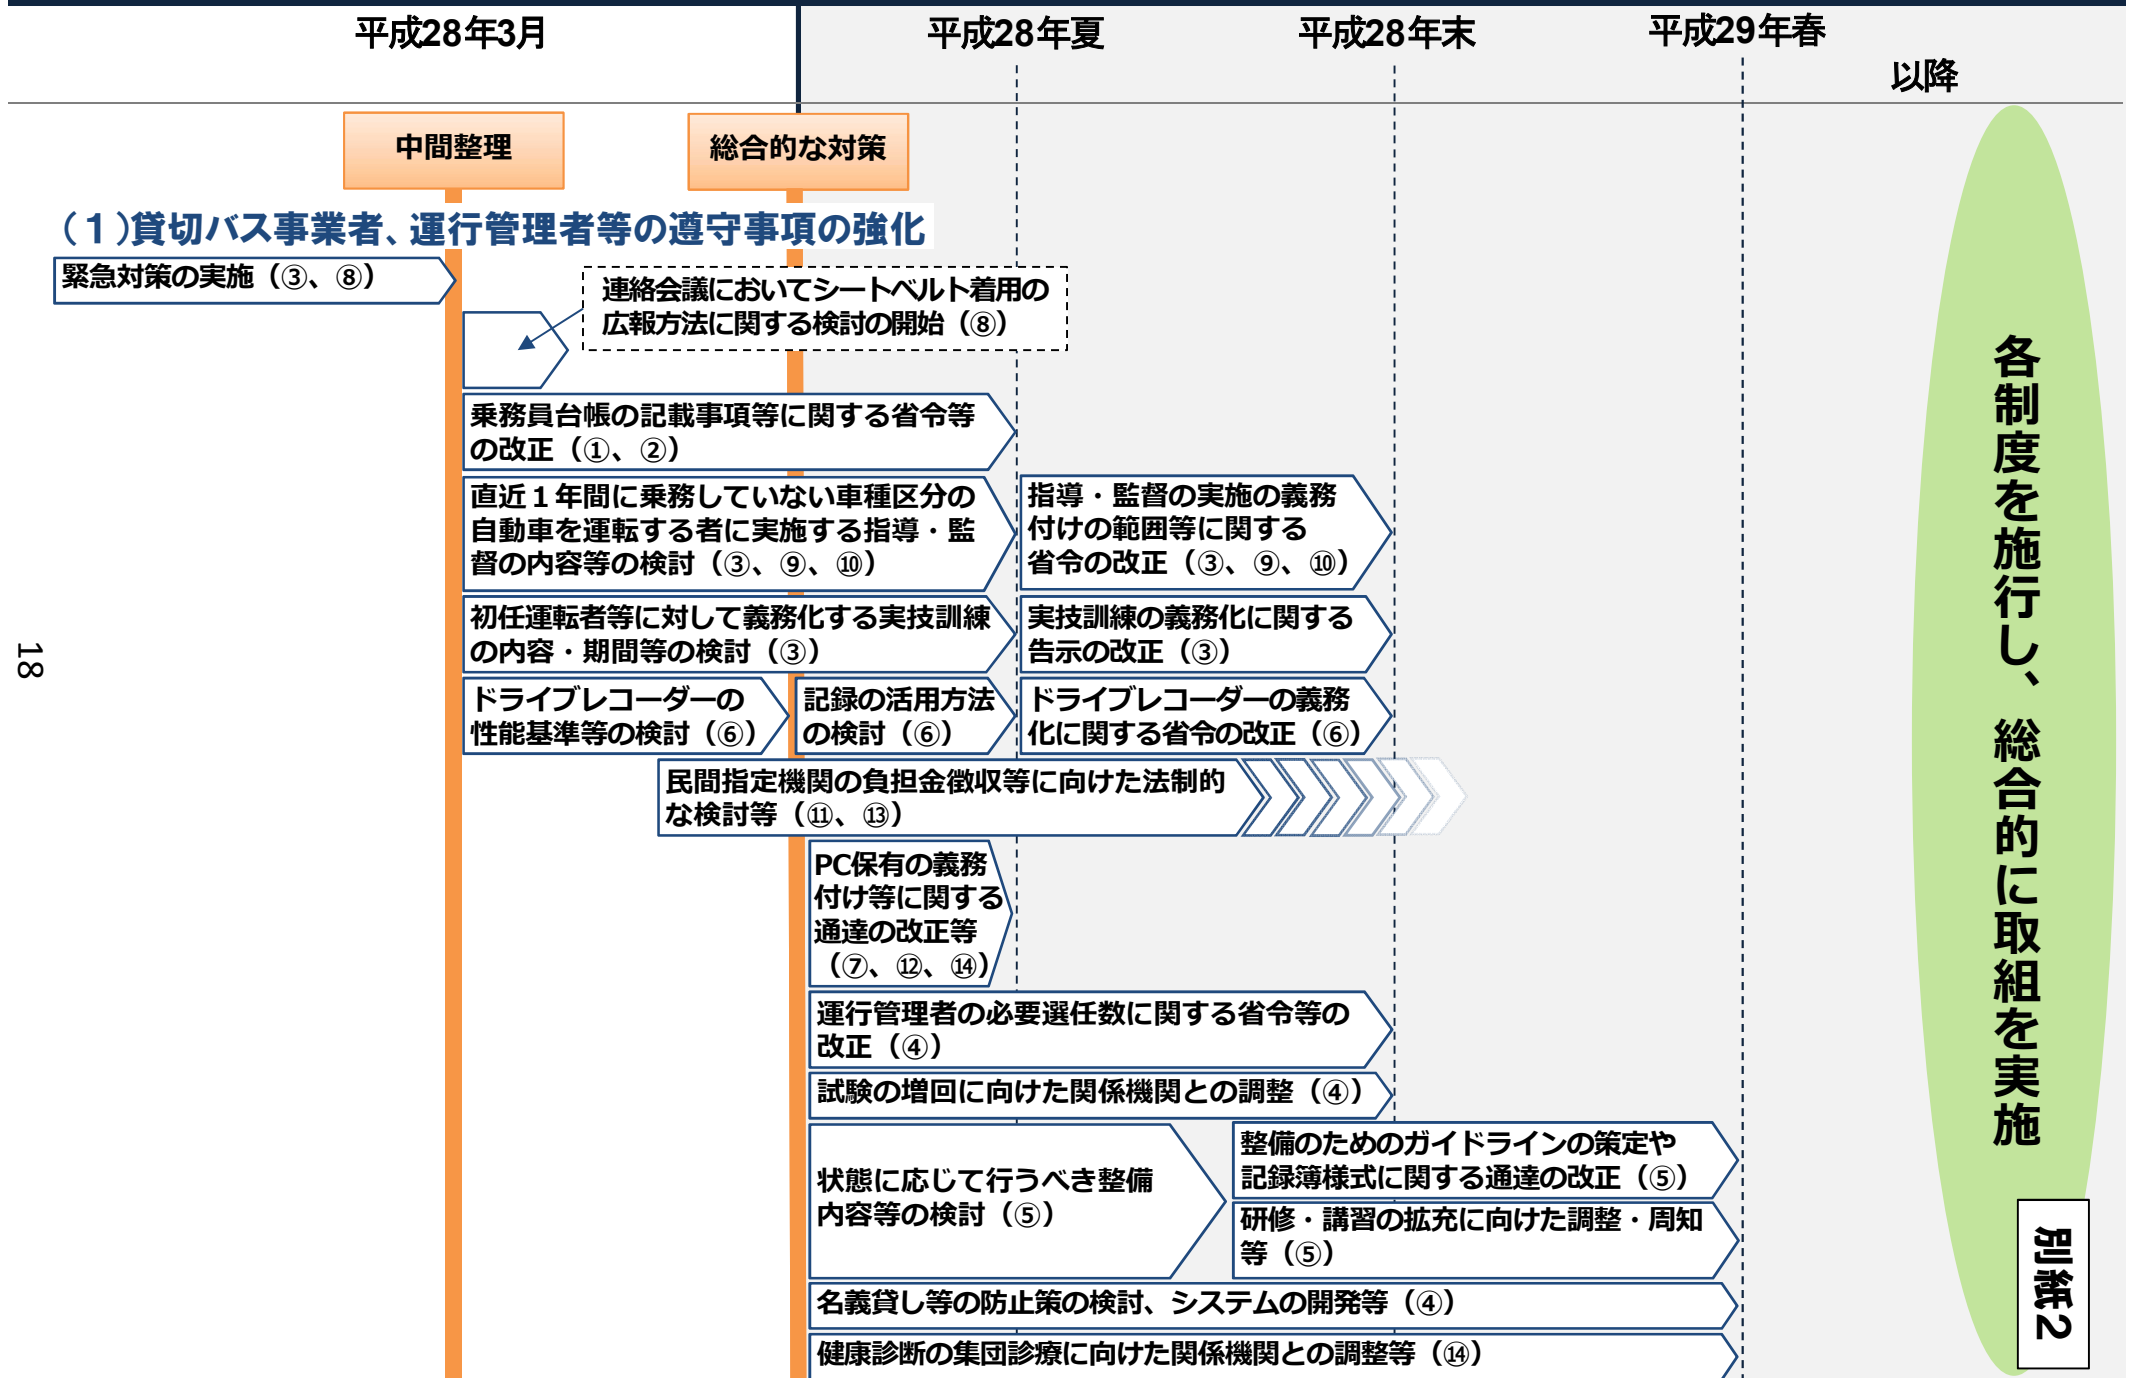 平成28年3月
平成28年夏
平成28年末
平成29年春
以降
中間整理
総合的な対策
（1）貸切バス事業者、運行管理者等の遵守事項の強化
緊急対策の実施（③、⑧）
連絡会議においてシートベルト着用の
広報方法に関する検討の開始（⑧）
乗務員台帳の記載事項等に関する省令等
の改正（①、②）
直近１年間に乗務していない車種区分の
自動車を運転する者に実施する指導・監
督の内容等の検討（③、⑨、⑩）
指導・監督の実施の義務
付けの範囲等に関する
省令の改正（③、⑨、⑩）
初任運転者等に対して義務化する実技訓練
の内容・期間等の検討（③）
実技訓練の義務化に関する
告示の改正（③）
ドライブレコーダーの
性能基準等の検討（⑥）
記録の活用方法
の検討（⑥）
ドライブレコーダーの義務
化に関する省令の改正（⑥）
民間指定機関の負担金徴収等に向けた法制的
な検討等（⑪、⑬）
PC保有の義務
付け等に関する
通達の改正等
（⑦、⑫、⑭）
運行管理者の必要選任数に関する省令等の
改正（④）
試験の増回に向けた関係機関との調整（④）
状態に応じて行うべき整備
内容等の検討（⑤）
整備のためのガイドラインの策定や
記録簿様式に関する通達の改正（⑤）
研修・講習の拡充に向けた調整・周知
等（⑤）
名義貸し等の防止策の検討、システムの開発等（④）
健康診断の集団診療に向けた関係機関との調整等（⑭）
各制度を施行し、総合的に取組を実施
別紙２
18